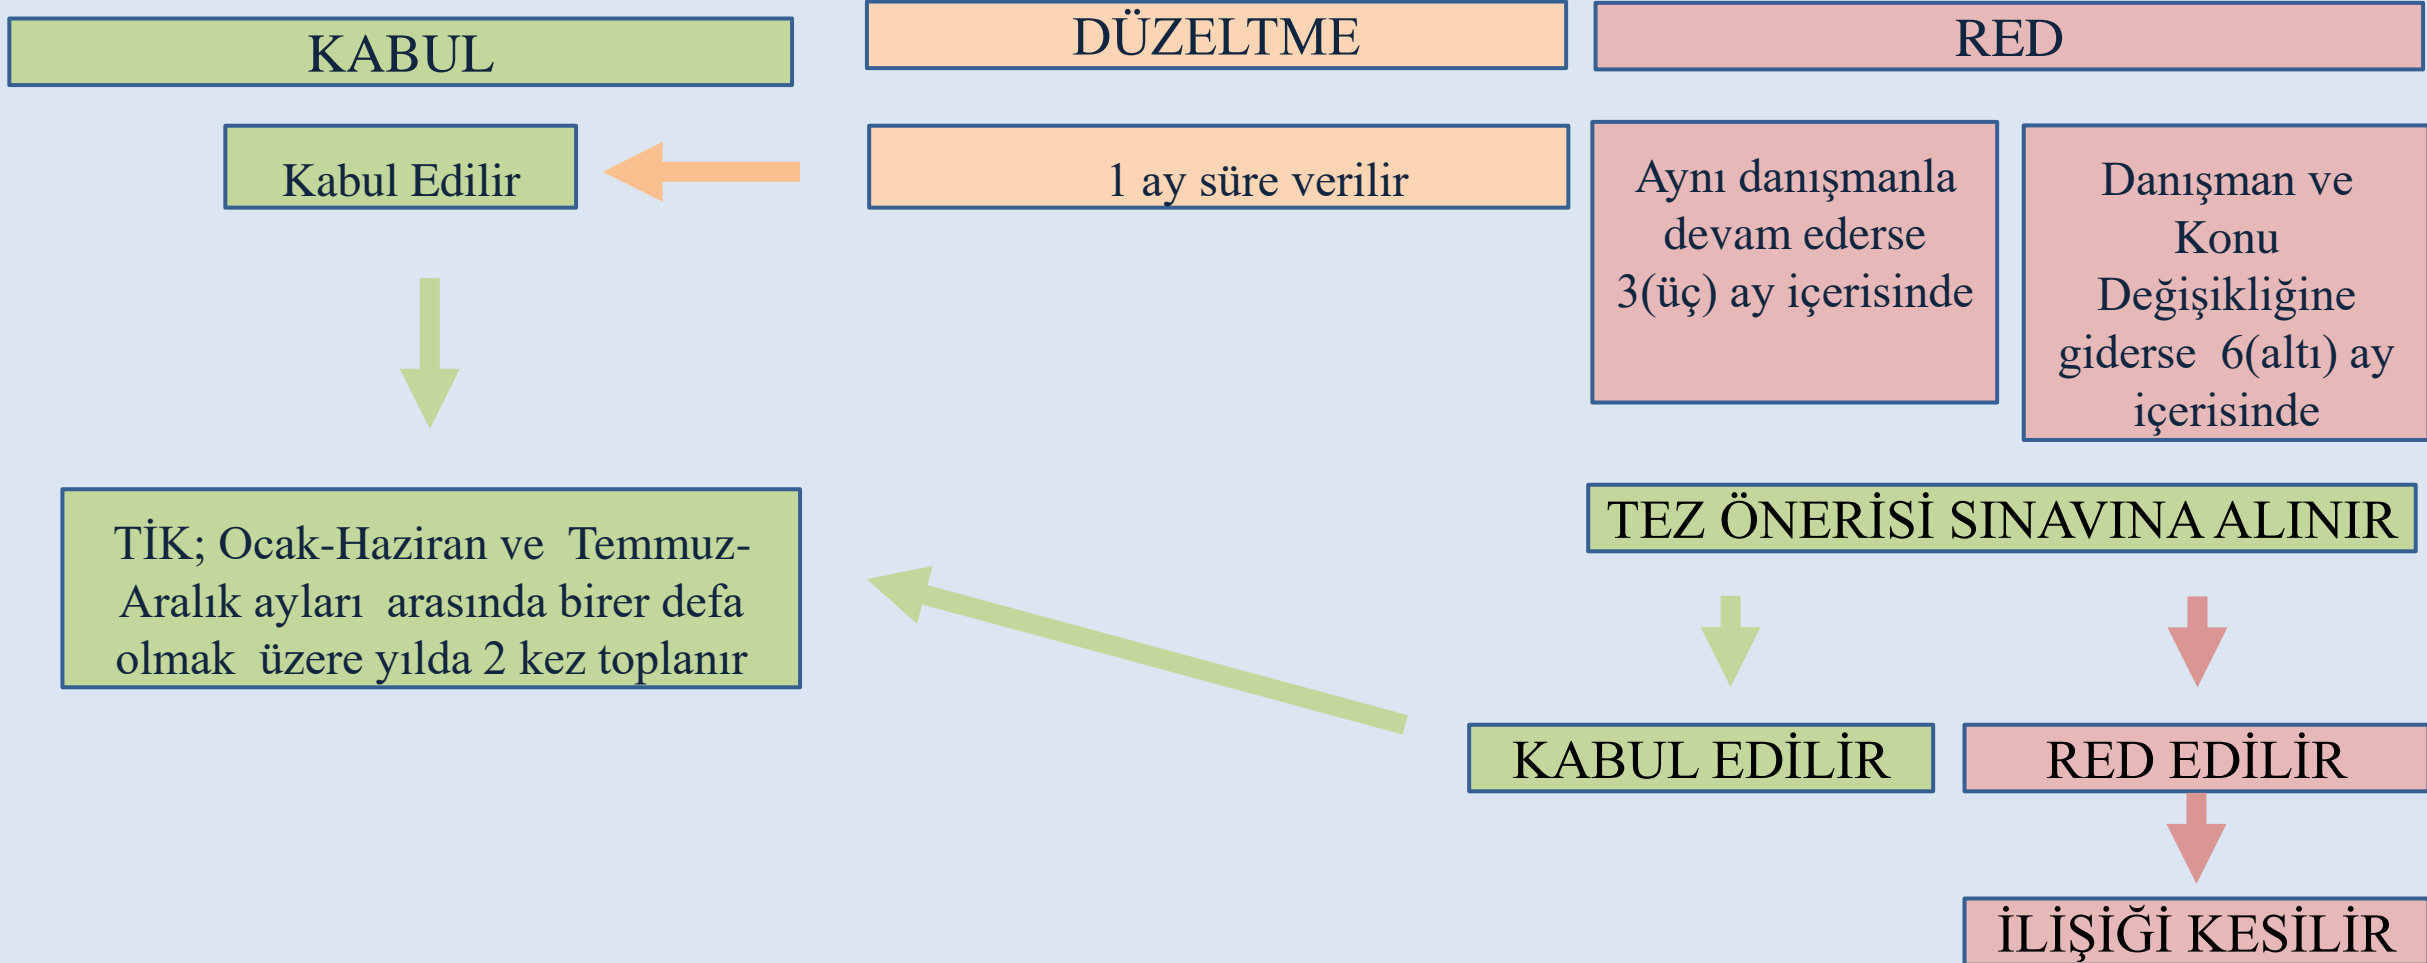 KABUL
DÜZELTME
RED
Kabul Edilir
1 ay süre verilir
Aynı danışmanla
devam ederse
3(üç) ay içerisinde
Danışman ve
Konu
Değişikliğine
giderse 6(altı) ay
içerisinde
TİK; Ocak-Haziran ve Temmuz-
Aralık ayları arasında birer defa
olmak üzere yılda 2 kez toplanır
TEZ ÖNERİSİ SINAVINA ALINIR
KABUL EDİLİR
RED EDİLİR
İLİŞİĞİ KESİLİR